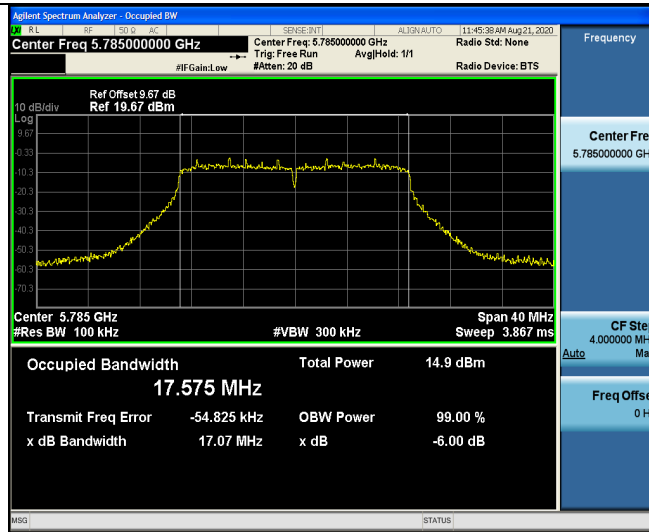 Agilent Spectrum Analyzer - Occupied BW
LXI RL RF 50 Ω AC SENSE:INT ALIGN AUTO 11:45:38 AM Aug 21, 2020
Center Freq 5.785000000 GHz Center Freq: 5.785000000 GHz Radio Std: None
Trig: Free Run Avg|Hold: 1/1
#IFGain:Low #Atten: 20 dB Radio Device: BTS
Frequency
Ref Offset 9.67 dB
10 dB/div Ref 19.67 dBm
Log
9.67
-0.33
-10.3
-20.3
-30.3
-40.3
-50.3
-60.3
-70.3
Center 5.785 GHz Span 40 MHz
#Res BW 100 kHz #VBW 300 kHz Sweep 3.867 ms
Occupied Bandwidth Total Power 14.9 dBm
17.575 MHz
Transmit Freq Error -54.825 kHz OBW Power 99.00 %
x dB Bandwidth 17.07 MHz x dB -6.00 dB
Center Fre
5.785000000 GH
CF Ste
4.000000 MH
Auto Ma
Freq Offse
0 H
MSG STATUS